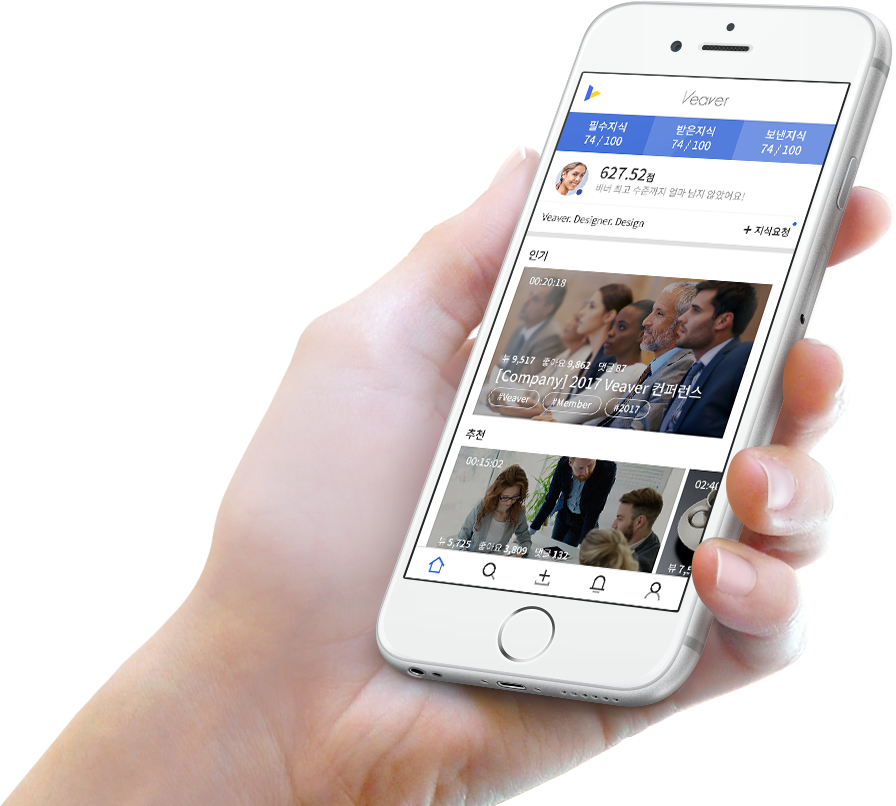 Veaver
필수지식 받은지식 보낸지식
74 / 100 74 / 100 74 / 100
627.52점
비버 최고 수준까지 얼마 남지 않았어요!
Veaver. Designer. Design + 지식요청
인기
00:20:18
뷰 9,517 좋아요 9,862 댓글 87
[Company] 2017 Veaver 컨퍼런스
#Veaver #Member #2017
추천
00:15:02
뷰 5,725 좋아요 3,809 댓글 132